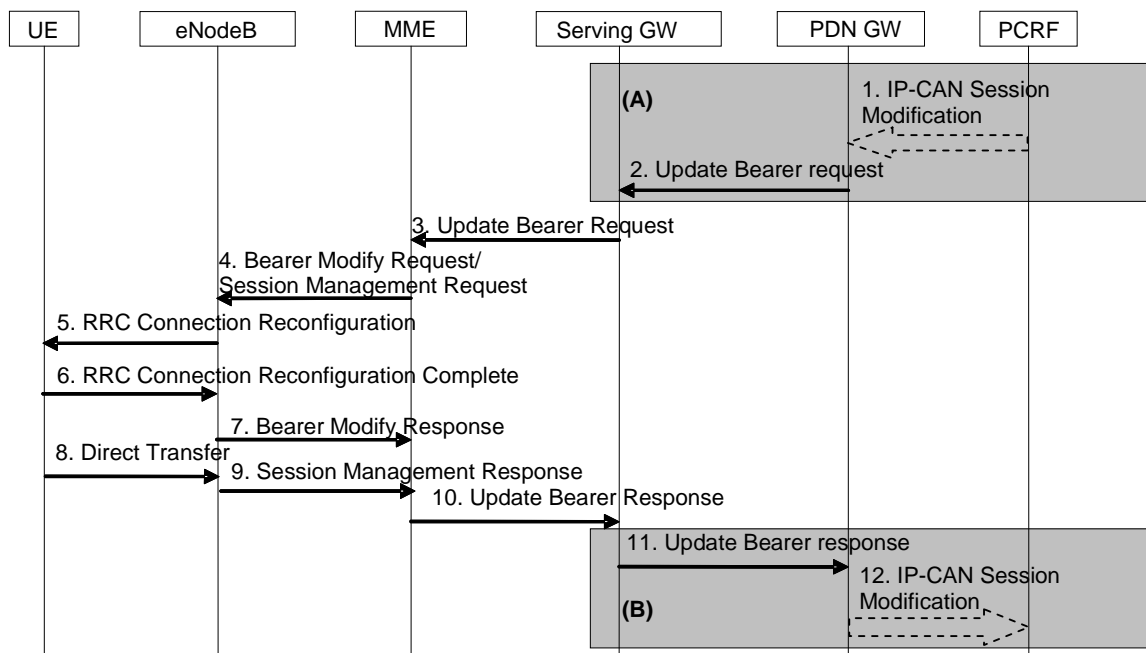 UE
eNodeB
MME
Serving GW
PDN GW
PCRF
(A)
1. IP-CAN Session
Modification
2. Update Bearer request
3. Update Bearer Request
4. Bearer Modify Request/
Session Management Request
5. RRC Connection Reconfiguration
6. RRC Connection Reconfiguration Complete
7. Bearer Modify Response
8. Direct Transfer
9. Session Management Response
10. Update Bearer Response
11. Update Bearer response
12. IP-CAN Session
Modification
(B)